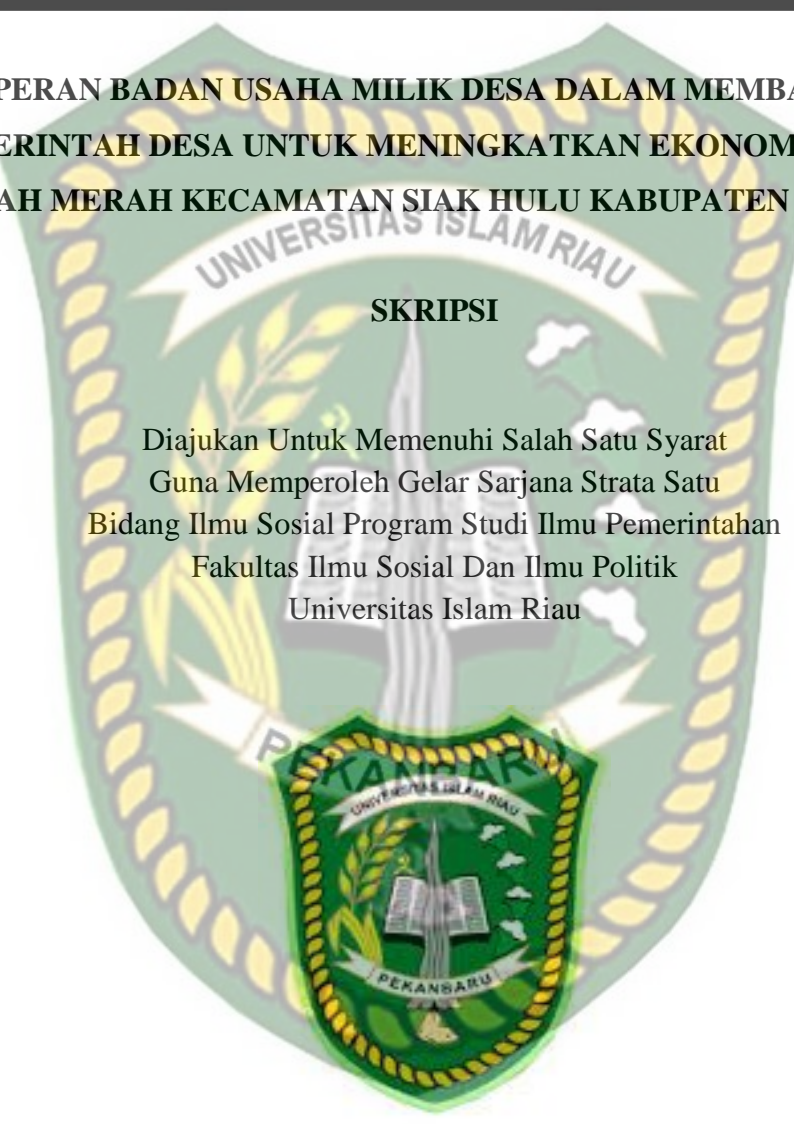 PERAN BADAN USAHA MILIK DESA DALAM MEMBA
ERINTAH DESA UNTUK MENINGKATKAN EKONOM
AH MERAH KECAMATAN SIAK HULU KABUPATEN
UNIVERSITAS ISLAM RIAU
SKRIPSI
Diajukan Untuk Memenuhi Salah Satu Syarat
Guna Memperoleh Gelar Sarjana Strata Satu
Bidang Ilmu Sosial Program Studi Ilmu Pemerintahan
Fakultas Ilmu Sosial Dan Ilmu Politik
Universitas Islam Riau
PEKANBARU
UNIVERSITAS ISLAM RIAU
PEKANBARU